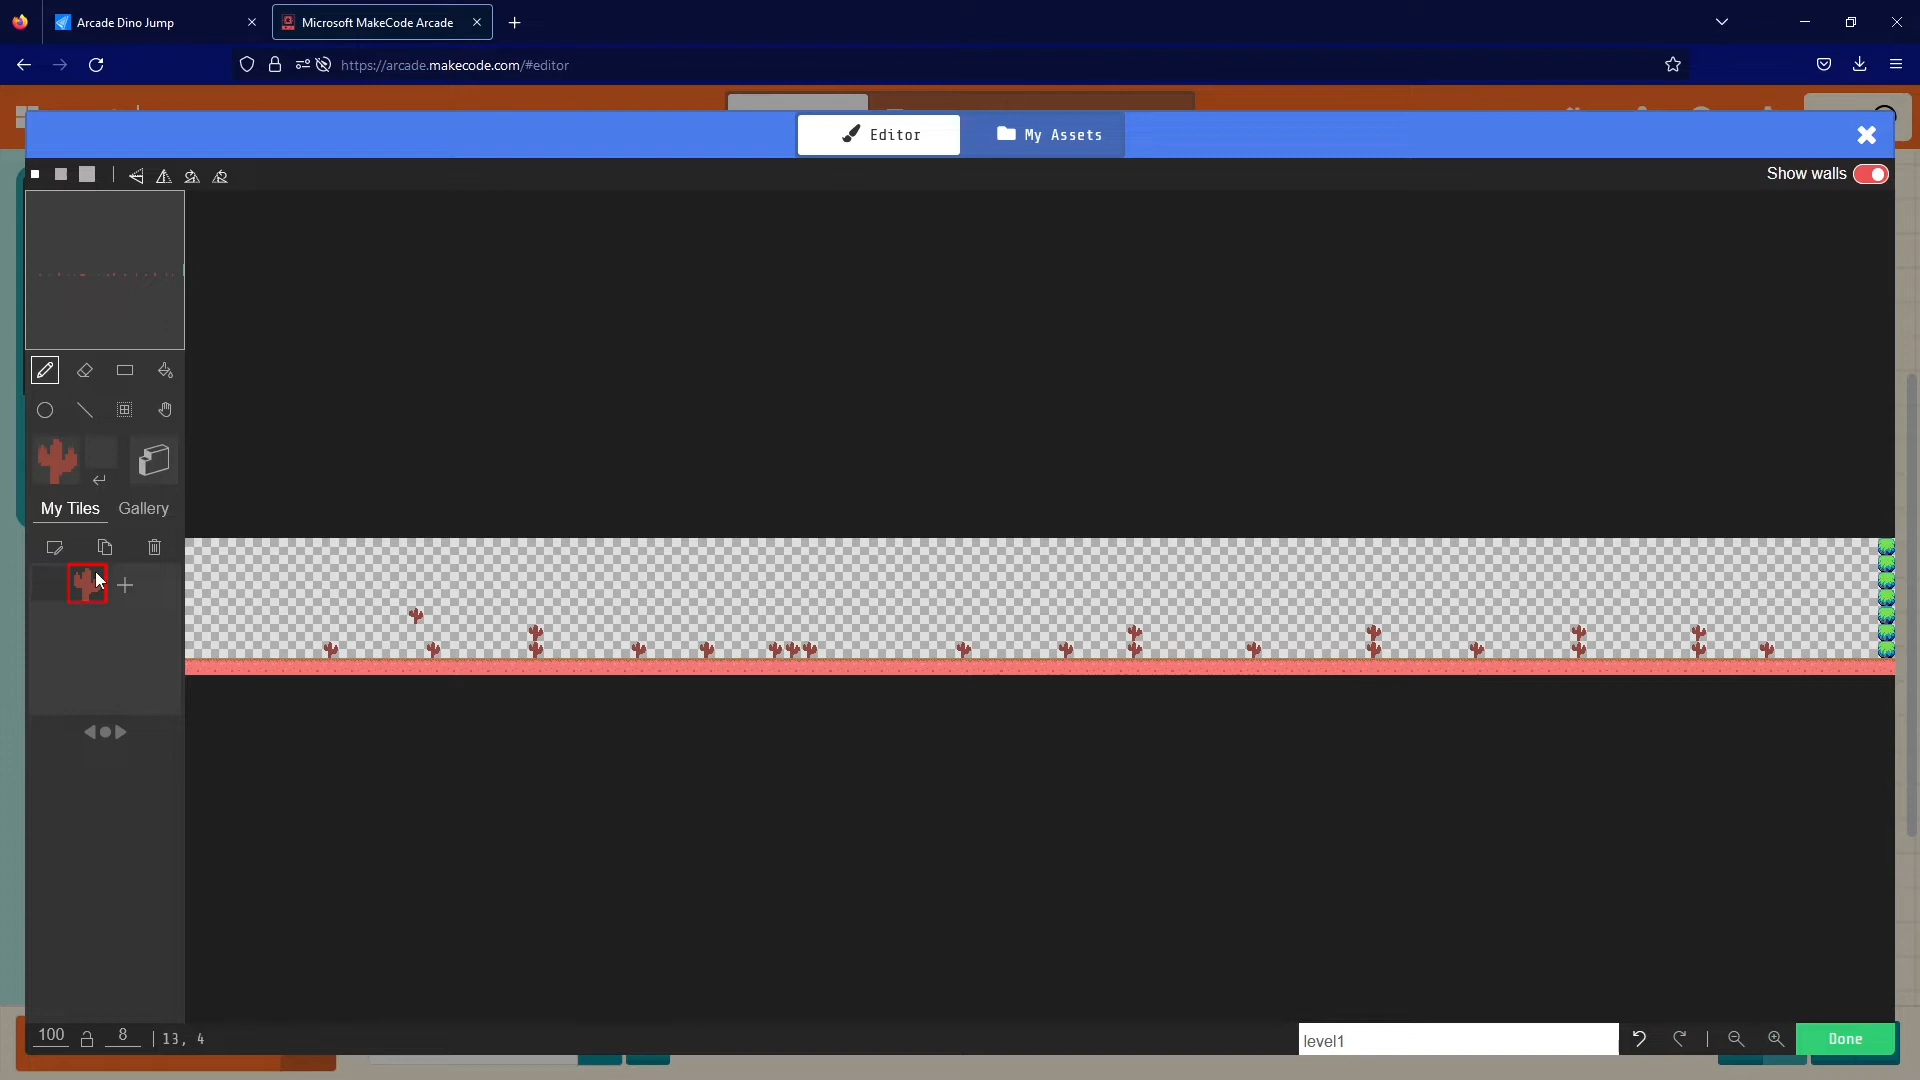 Arcade Dino Jump
Microsoft MakeCode Arcade
https://arcade.makecode.com/#editor
Editor
My Assets
Show walls
My Tiles
Gallery
100
8
13, 4
level1
Done